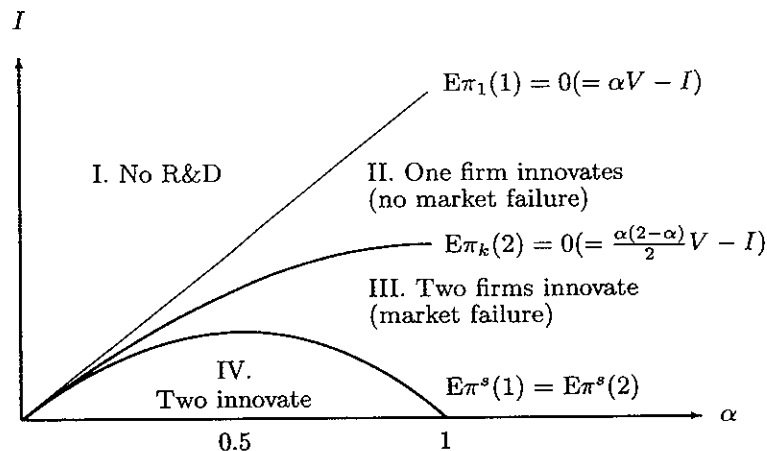 I
Eπ₁(1) = 0(= αV − I)
I. No R&D
II. One firm innovates
(no market failure)
Eπₖ(2) = 0(= α(2−α)/2 V − I)
III. Two firms innovate
(market failure)
IV.
Two innovate
Eπˢ(1) = Eπˢ(2)
α
0.5
1